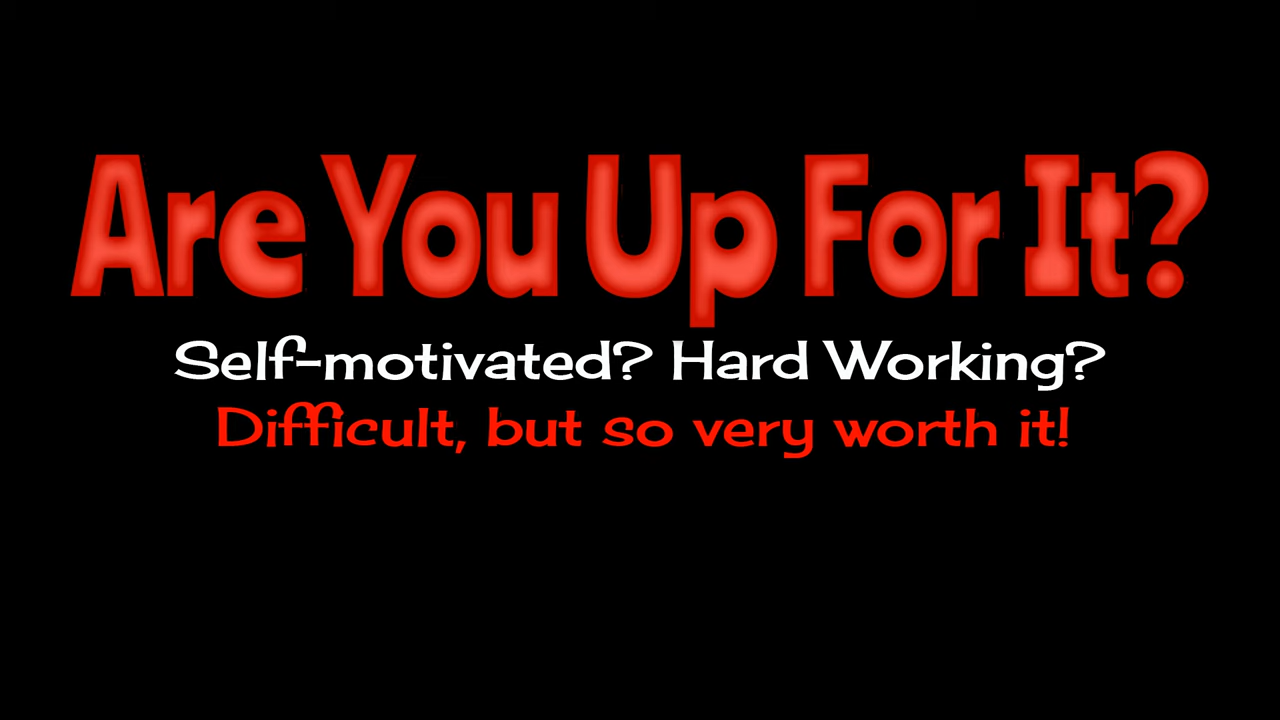 Are You Up For It?
Self-motivated? Hard Working?
Difficult, but so very worth it!